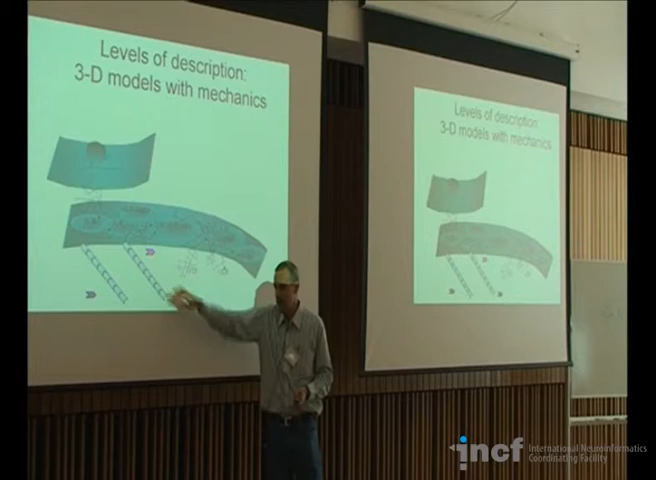 Levels of description:
3-D models with mechanics
Levels of description:
3-D models with mechanics
incf
International Neuroinformatics
Coordinating Facility